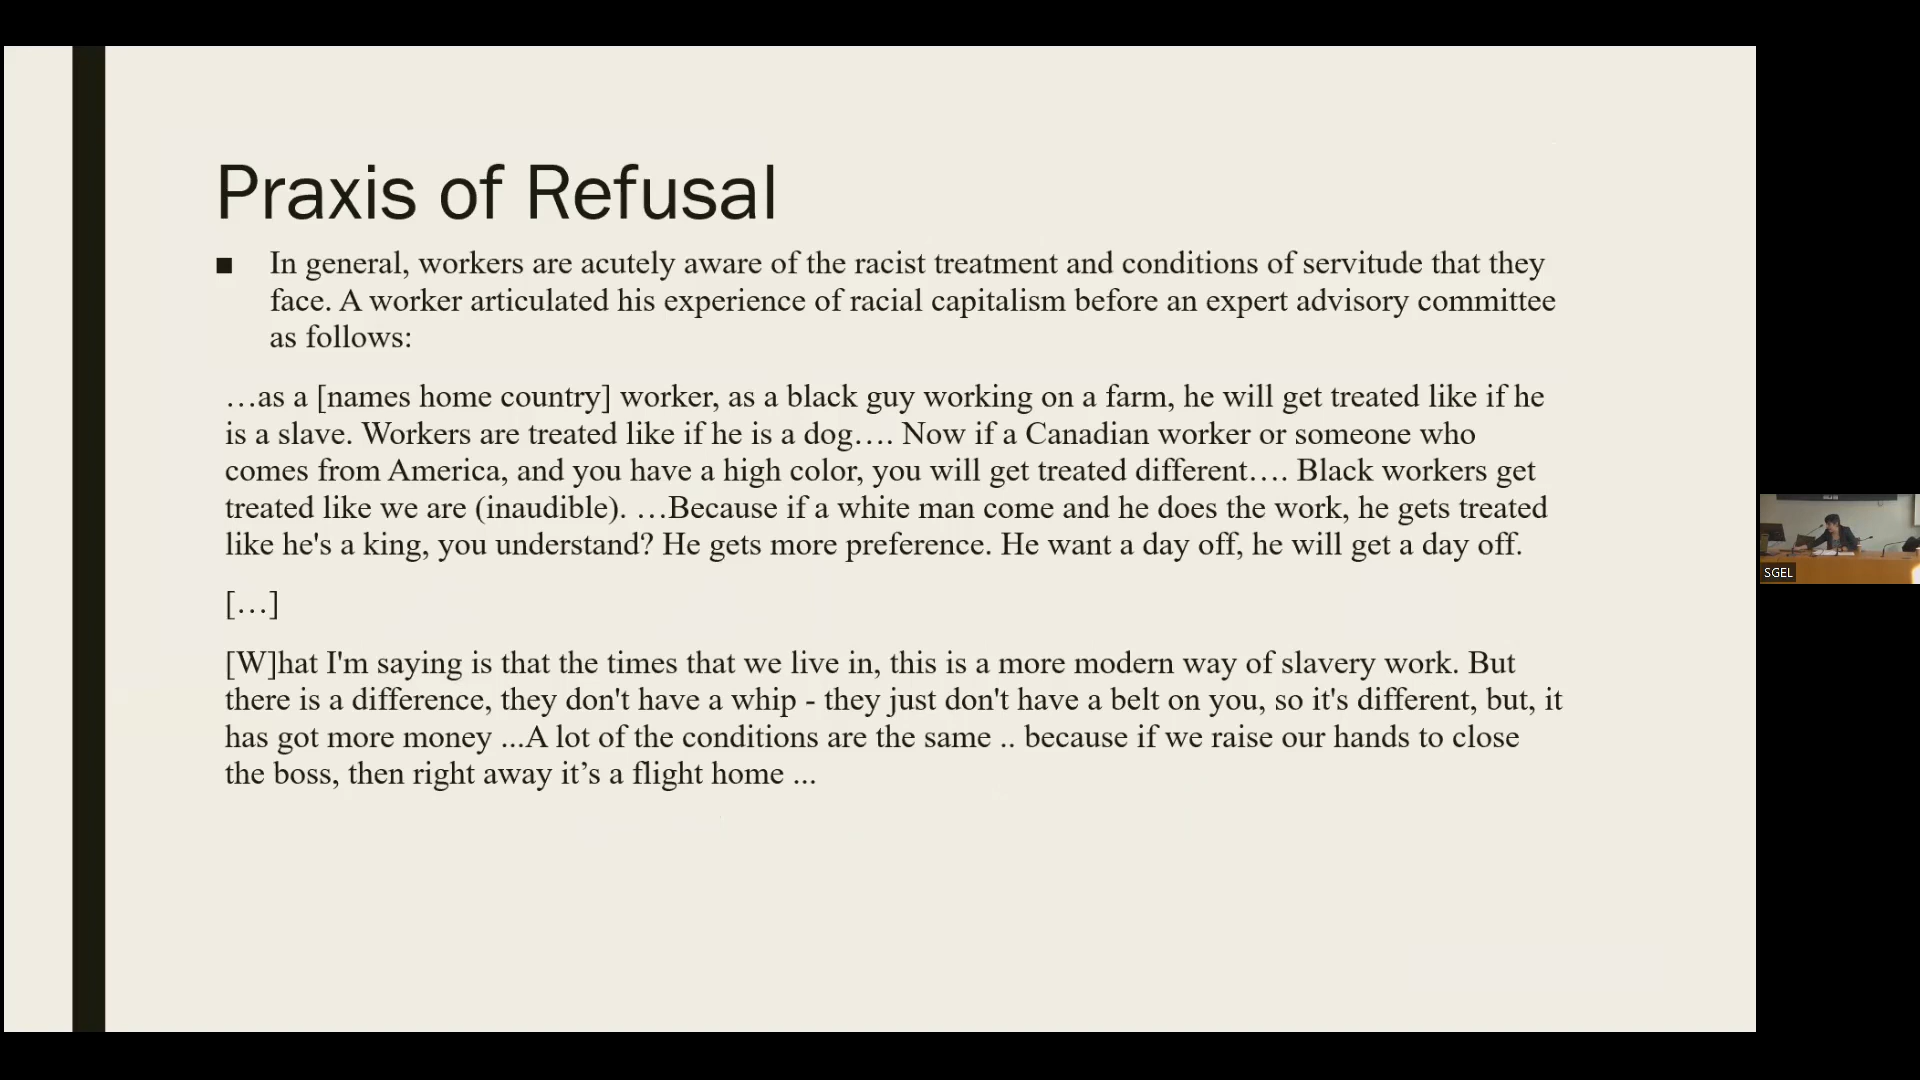 Praxis of Refusal
■ In general, workers are acutely aware of the racist treatment and conditions of servitude that they
face. A worker articulated his experience of racial capitalism before an expert advisory committee
as follows:
…as a [names home country] worker, as a black guy working on a farm, he will get treated like if he
is a slave. Workers are treated like if he is a dog…. Now if a Canadian worker or someone who
comes from America, and you have a high color, you will get treated different…. Black workers get
treated like we are (inaudible). …Because if a white man come and he does the work, he gets treated
like he's a king, you understand? He gets more preference. He want a day off, he will get a day off.
[…]
[W]hat I'm saying is that the times that we live in, this is a more modern way of slavery work. But
there is a difference, they don't have a whip - they just don't have a belt on you, so it's different, but, it
has got more money ...A lot of the conditions are the same .. because if we raise our hands to close
the boss, then right away it’s a flight home ...
SGEL